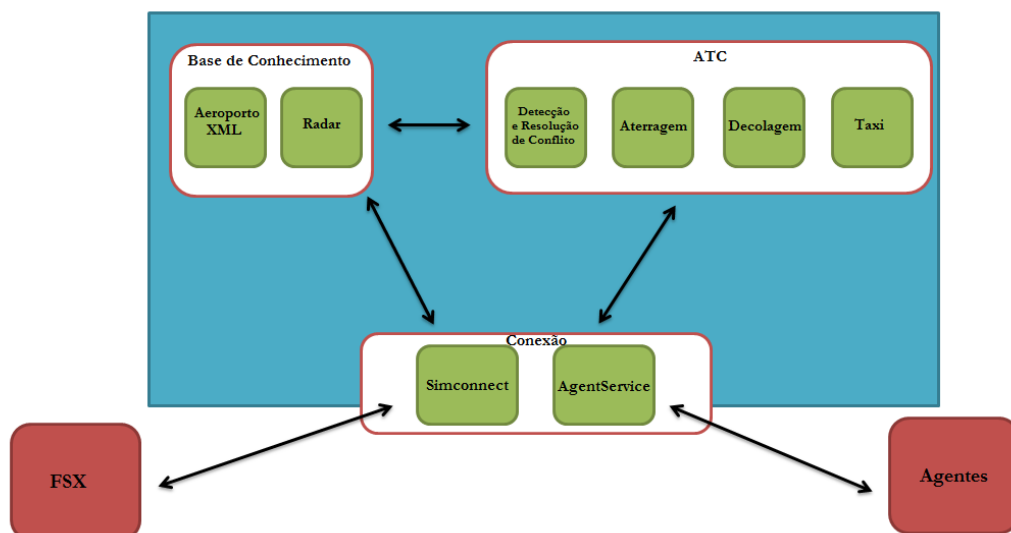 Base de Conhecimento
Aeroporto
XML
Radar
ATC
Detecção
e Resolução
de Conflito
Aterragem
Decolagem
Taxi
Conexão
Simconnect
AgentService
FSX
Agentes